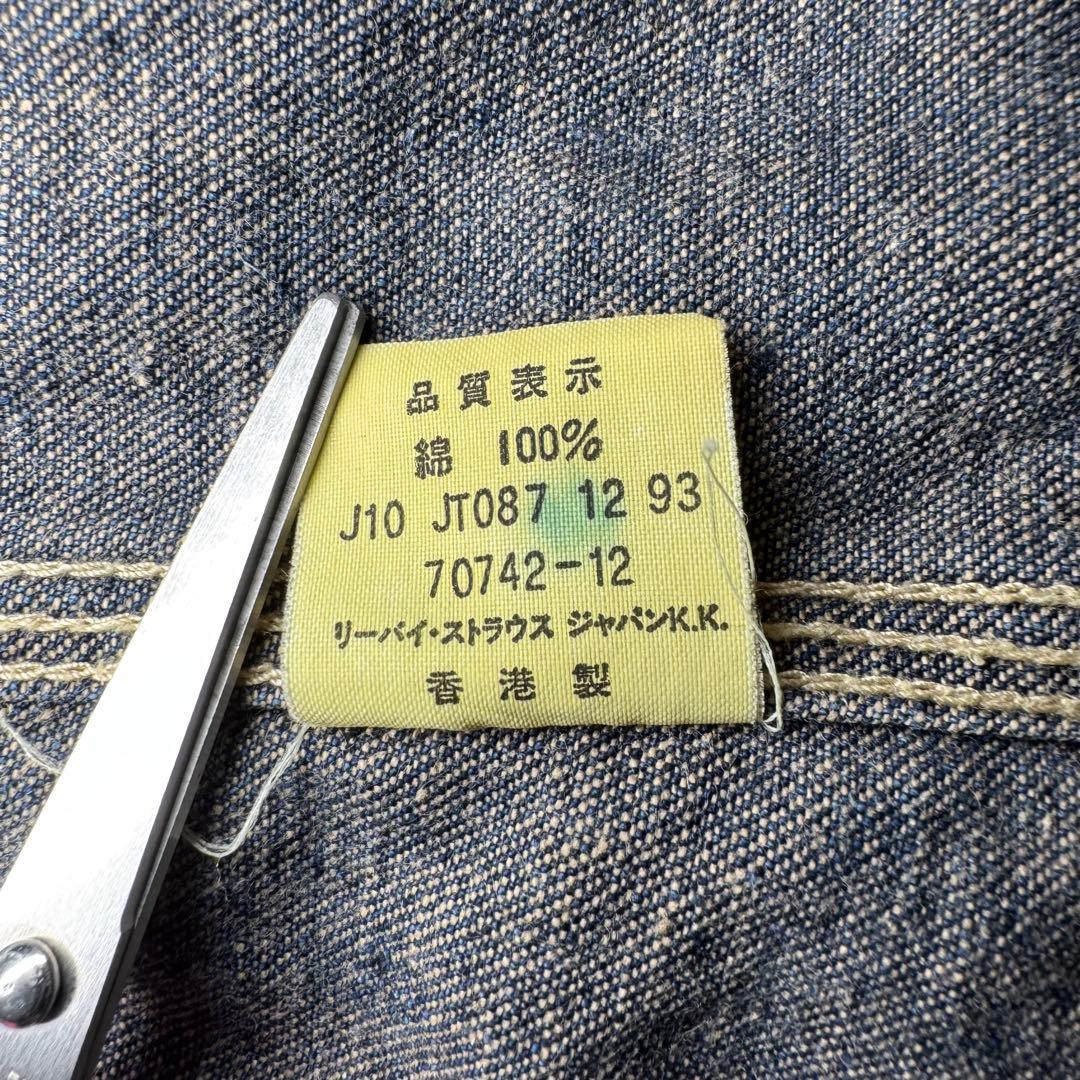 品質表示
綿 100%
J10 JT087 12 93
70742-12
リーバイ・ストラウス ジャパンK.K.
香港製